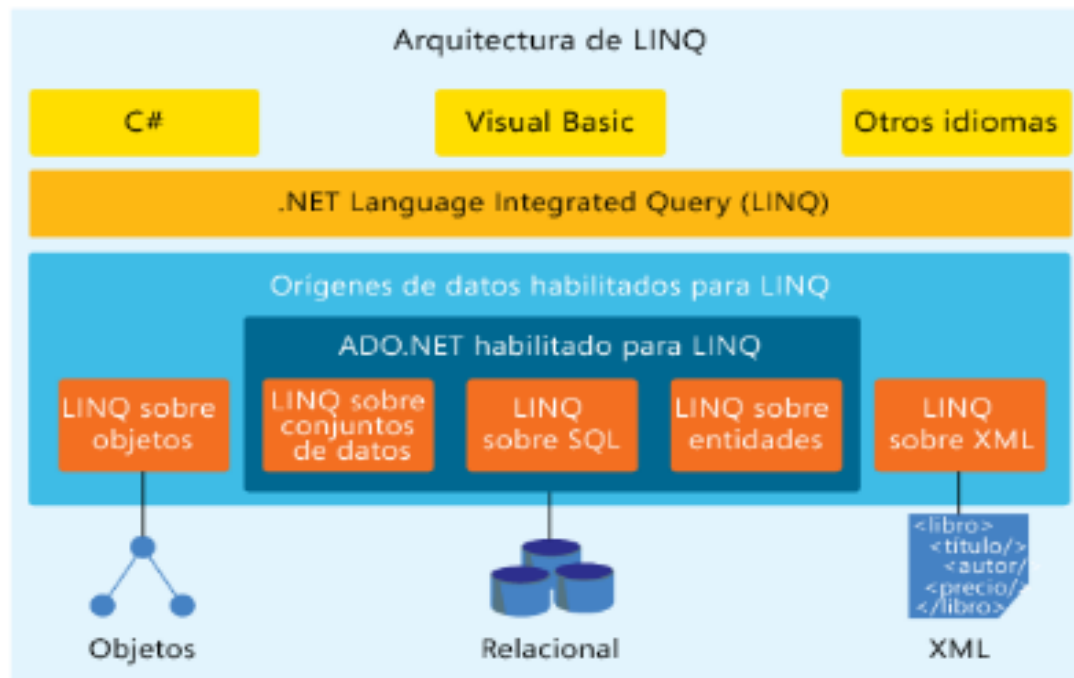 Arquitectura de LINQ
C#
Visual Basic
Otros idiomas
.NET Language Integrated Query (LINQ)
Orígenes de datos habilitados para LINQ
ADO.NET habilitado para LINQ
LINQ sobre
objetos
LINQ sobre
conjuntos
de datos
LINQ
sobre SQL
LINQ sobre
entidades
LINQ
sobre XML
<libro>
<título/>
<autor/
<precio/>
</libro>
Objetos
Relacional
XML